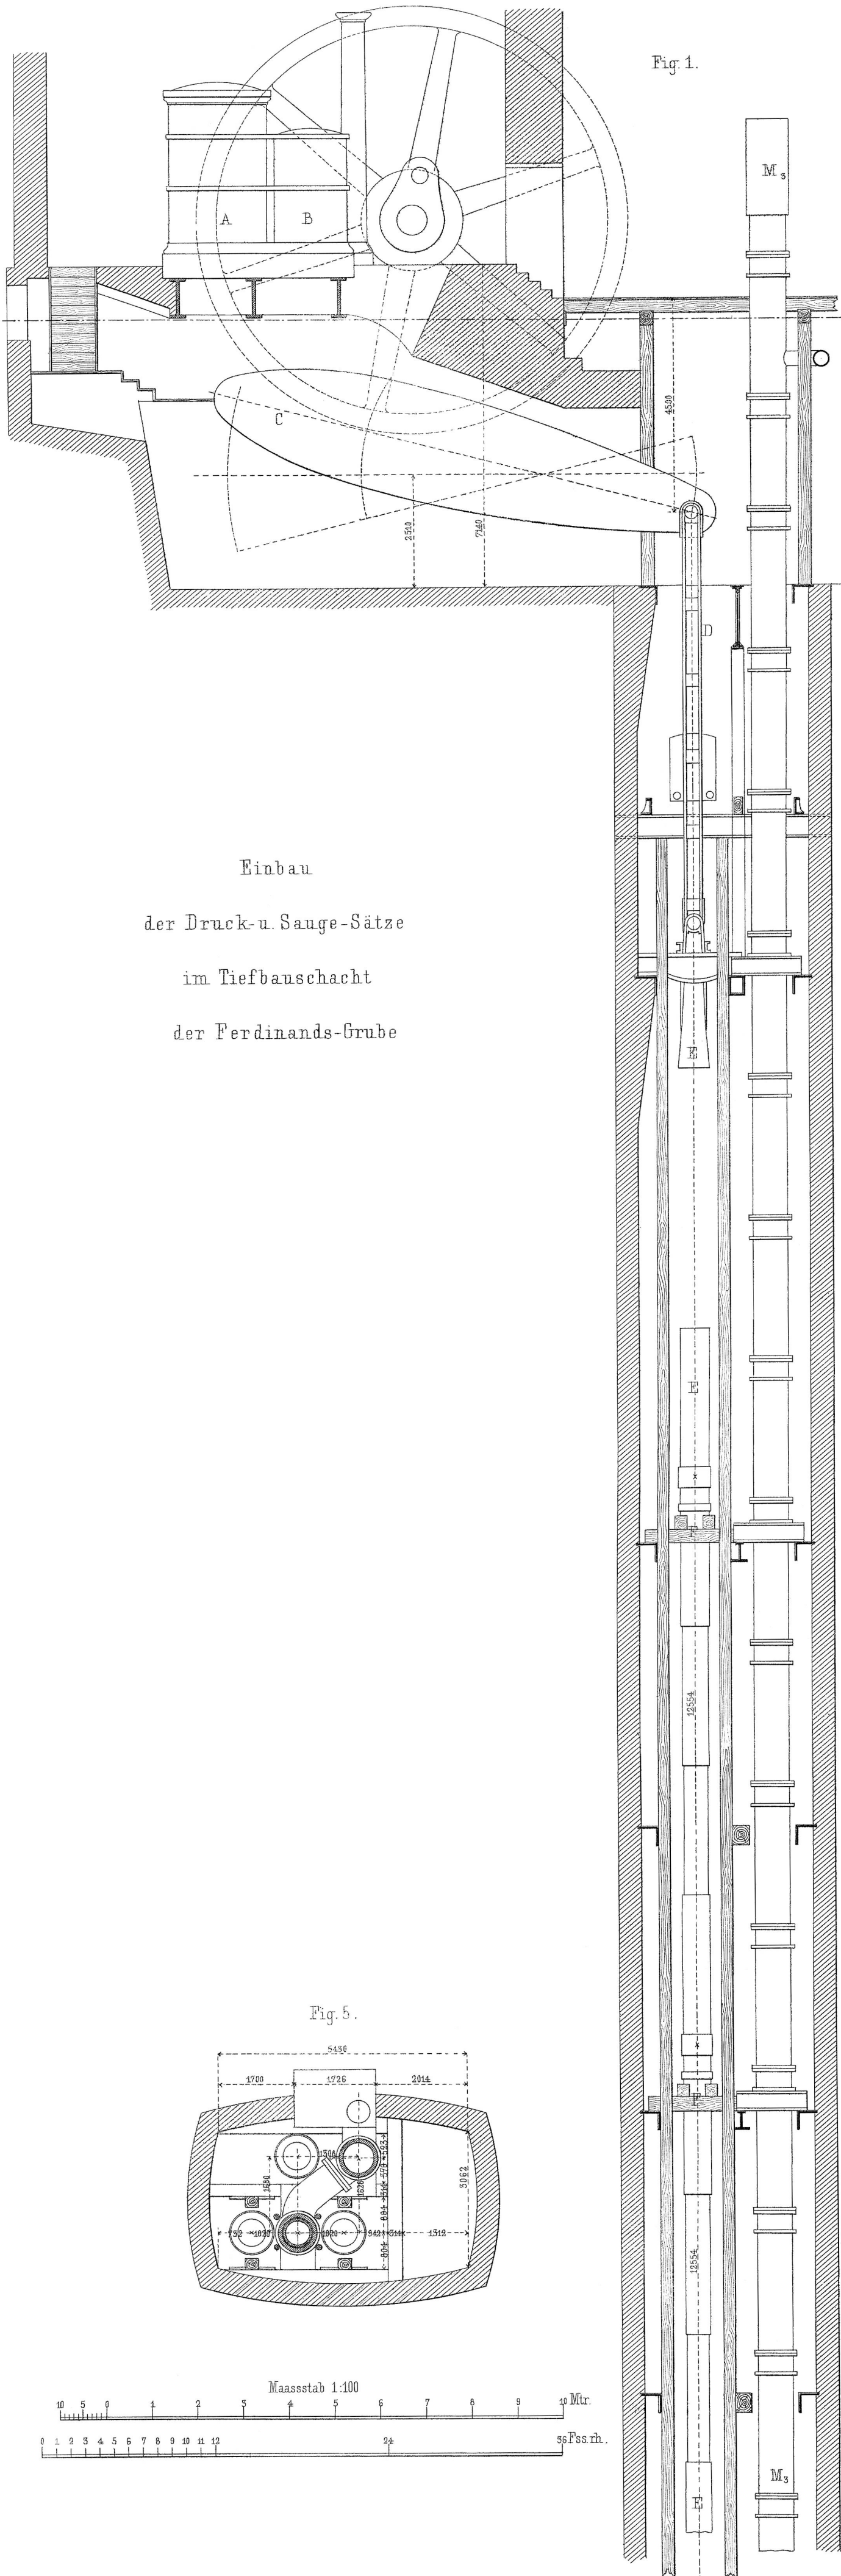 Fig. 1.
M₃
A
B
C
4500
2510
7140
D
Einbau
der Druck- u. Sauge-Sätze
im Tiefbauschacht
der Ferdinands-Grube
E
F
12554
Fig. 5.
5430
1700
1726
2014
1680
3062
1312
12554
E
M₃
Maassstab 1:100
10 5 0 1 2 3 4 5 6 7 8 9 10 Mtr.
0 1 2 3 4 5 6 7 8 9 10 11 12 24 36 Fss. rh.